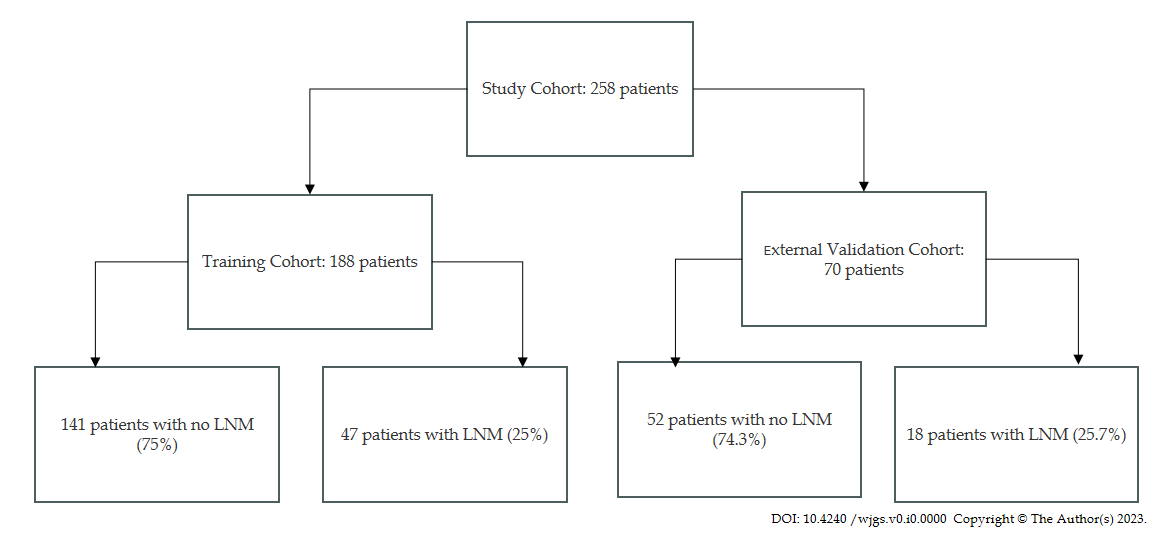 Study Cohort: 258 patients
Training Cohort: 188 patients
External Validation Cohort:
70 patients
141 patients with no LNM
(75%)
47 patients with LNM (25%)
52 patients with no LNM
(74.3%)
18 patients with LNM (25.7%)
DOI: 10.4240 /wjgs.v0.i0.0000 Copyright © The Author(s) 2023.